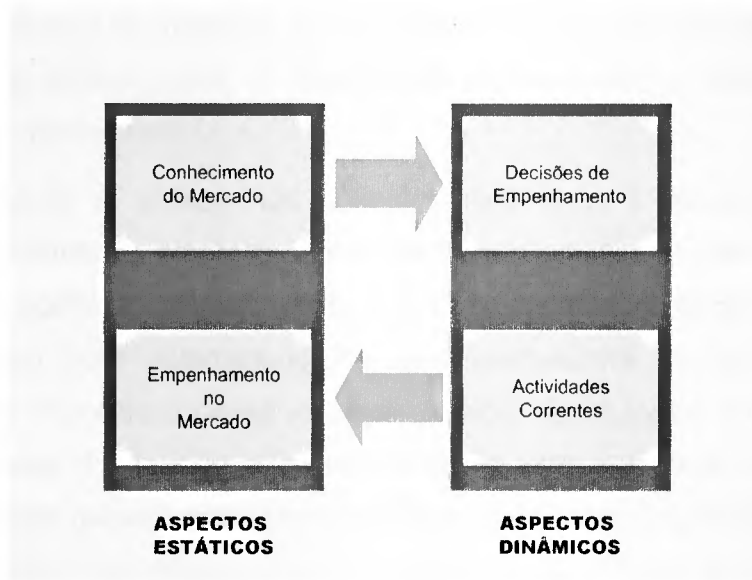 Conhecimento
do Mercado
Decisões de
Empenhamento
Empenhamento
no
Mercado
Actividades
Correntes
ASPECTOS
ESTÁTICOS
ASPECTOS
DINÂMICOS